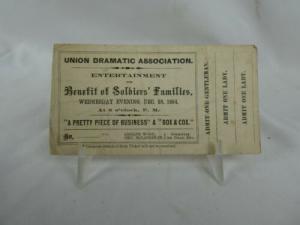 UNION DRAMATIC ASSOCIATION.
ENTERTAINMENT
FOR
Benefit of Soldiers' Families,
WEDNESDAY EVENING, DEC. 28, 1864,
At 8 o'clock, P. M.
"A PRETTY PIECE OF BUSINESS" & "BOX & COX."
No.
ADMIT ONE GENTLEMAN.
ADMIT ONE LADY.
ADMIT ONE LADY.